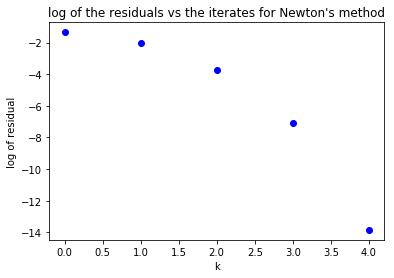 log of the residuals vs the iterates for Newton's method
log of residual
−2
−4
−6
−8
−10
−12
−14
0.0 0.5 1.0 1.5 2.0 2.5 3.0 3.5 4.0
k